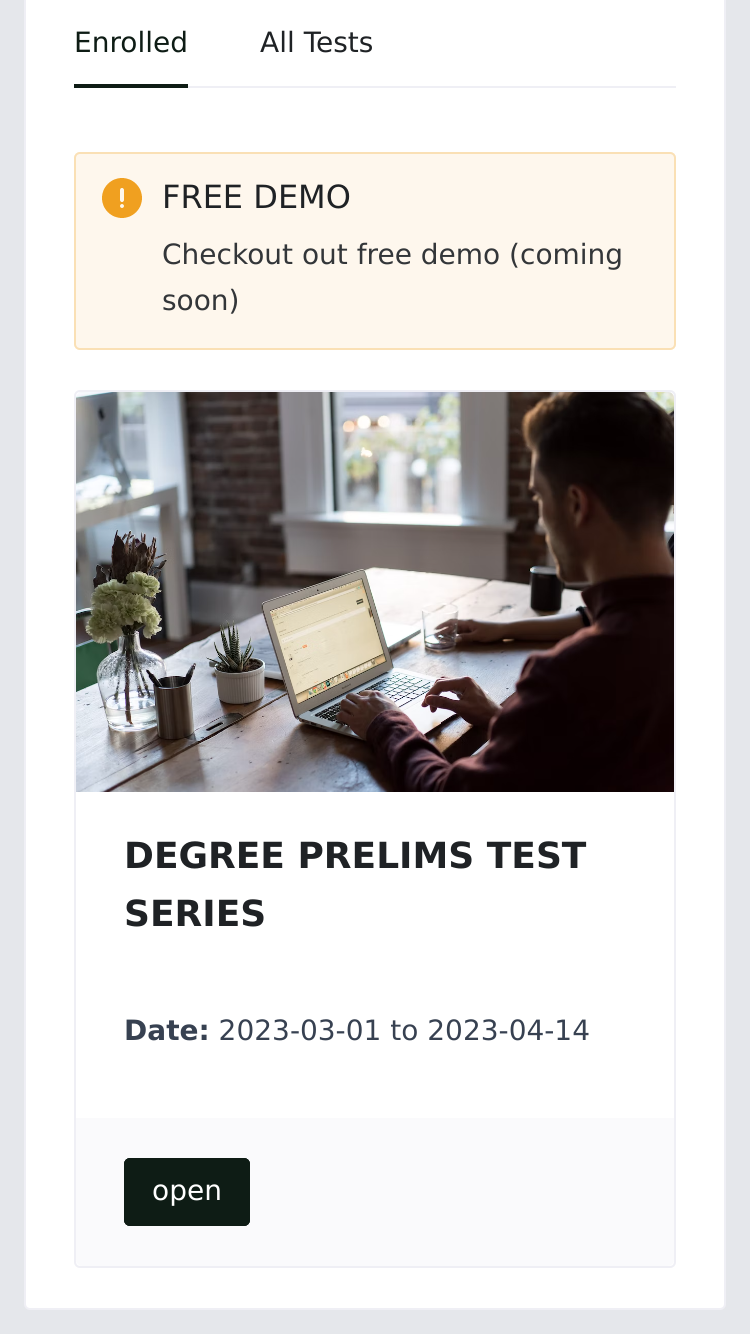 Enrolled All Tests
FREE DEMO
Checkout out free demo (coming
soon)
DEGREE PRELIMS TEST
SERIES
Date: 2023-03-01 to 2023-04-14
open